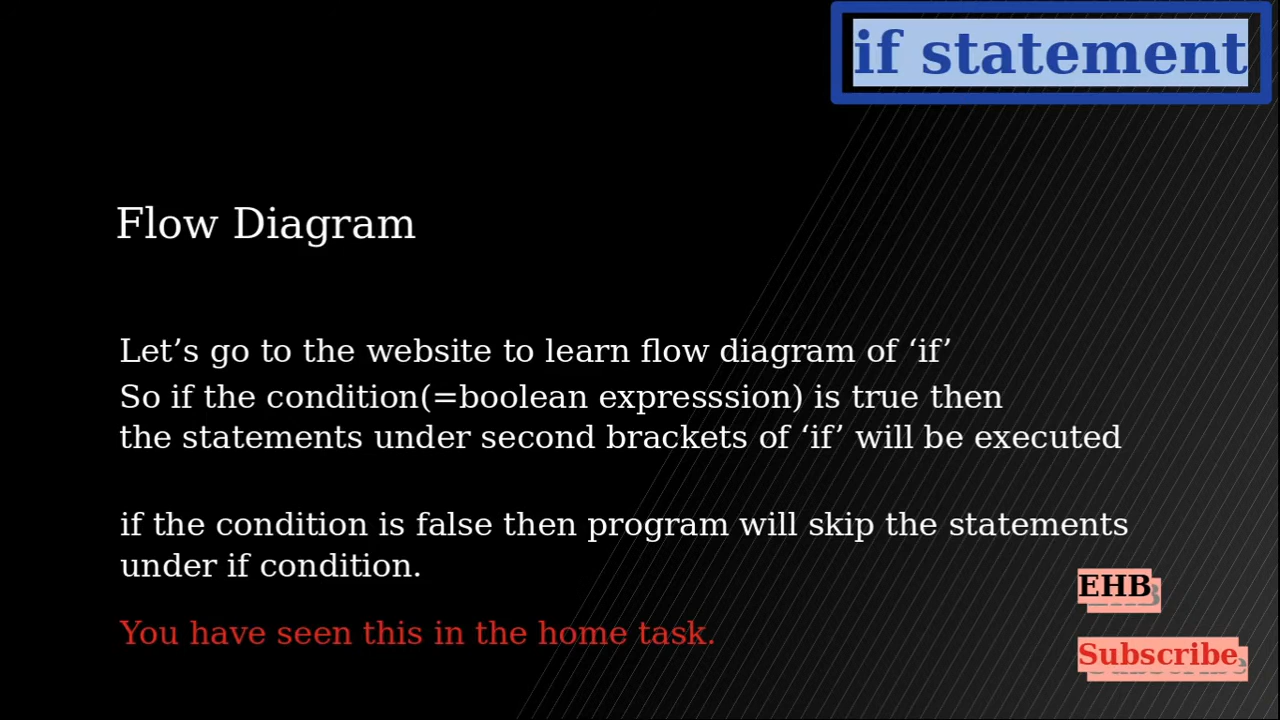 if statement
Flow Diagram
Let’s go to the website to learn flow diagram of ‘if’
So if the condition(=boolean expresssion) is true then
the statements under second brackets of ‘if’ will be executed
if the condition is false then program will skip the statements
under if condition.
You have seen this in the home task.
EHB
Subscribe